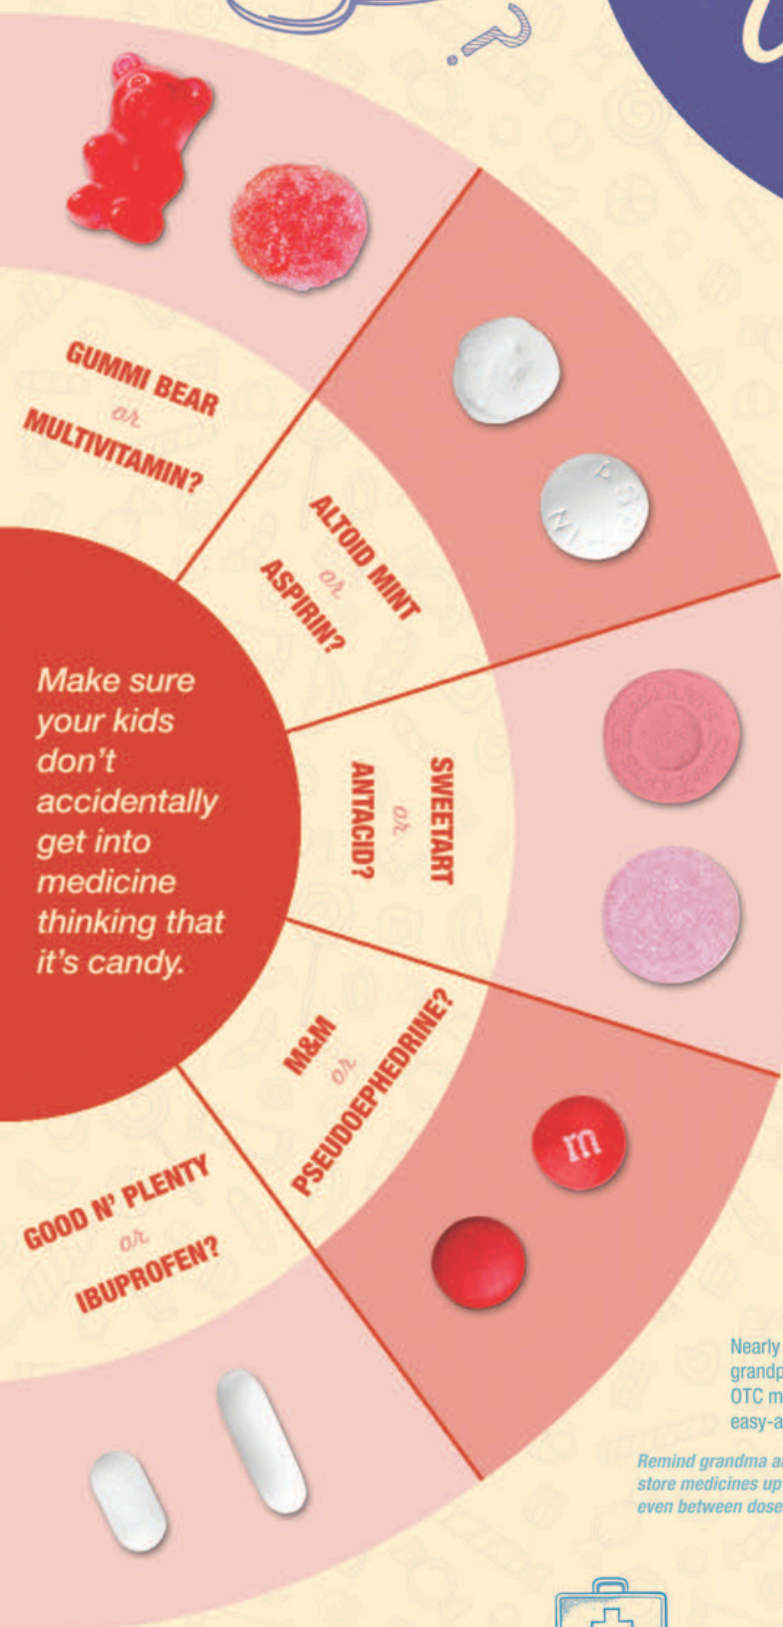 ?
GUMMI BEAR
or
MULTIVITAMIN?
ALTOID MINT
or
ASPIRIN?
SWEETART
or
ANTACID?
M&M
or
PSEUDOEPHEDRINE?
GOOD N' PLENTY
or
IBUPROFEN?
Make sure
your kids
don't
accidentally
get into
medicine
thinking that
it's candy.
m
Nearly
grandp
OTC m
easy-a
Remind grandma a
store medicines up
even between dose